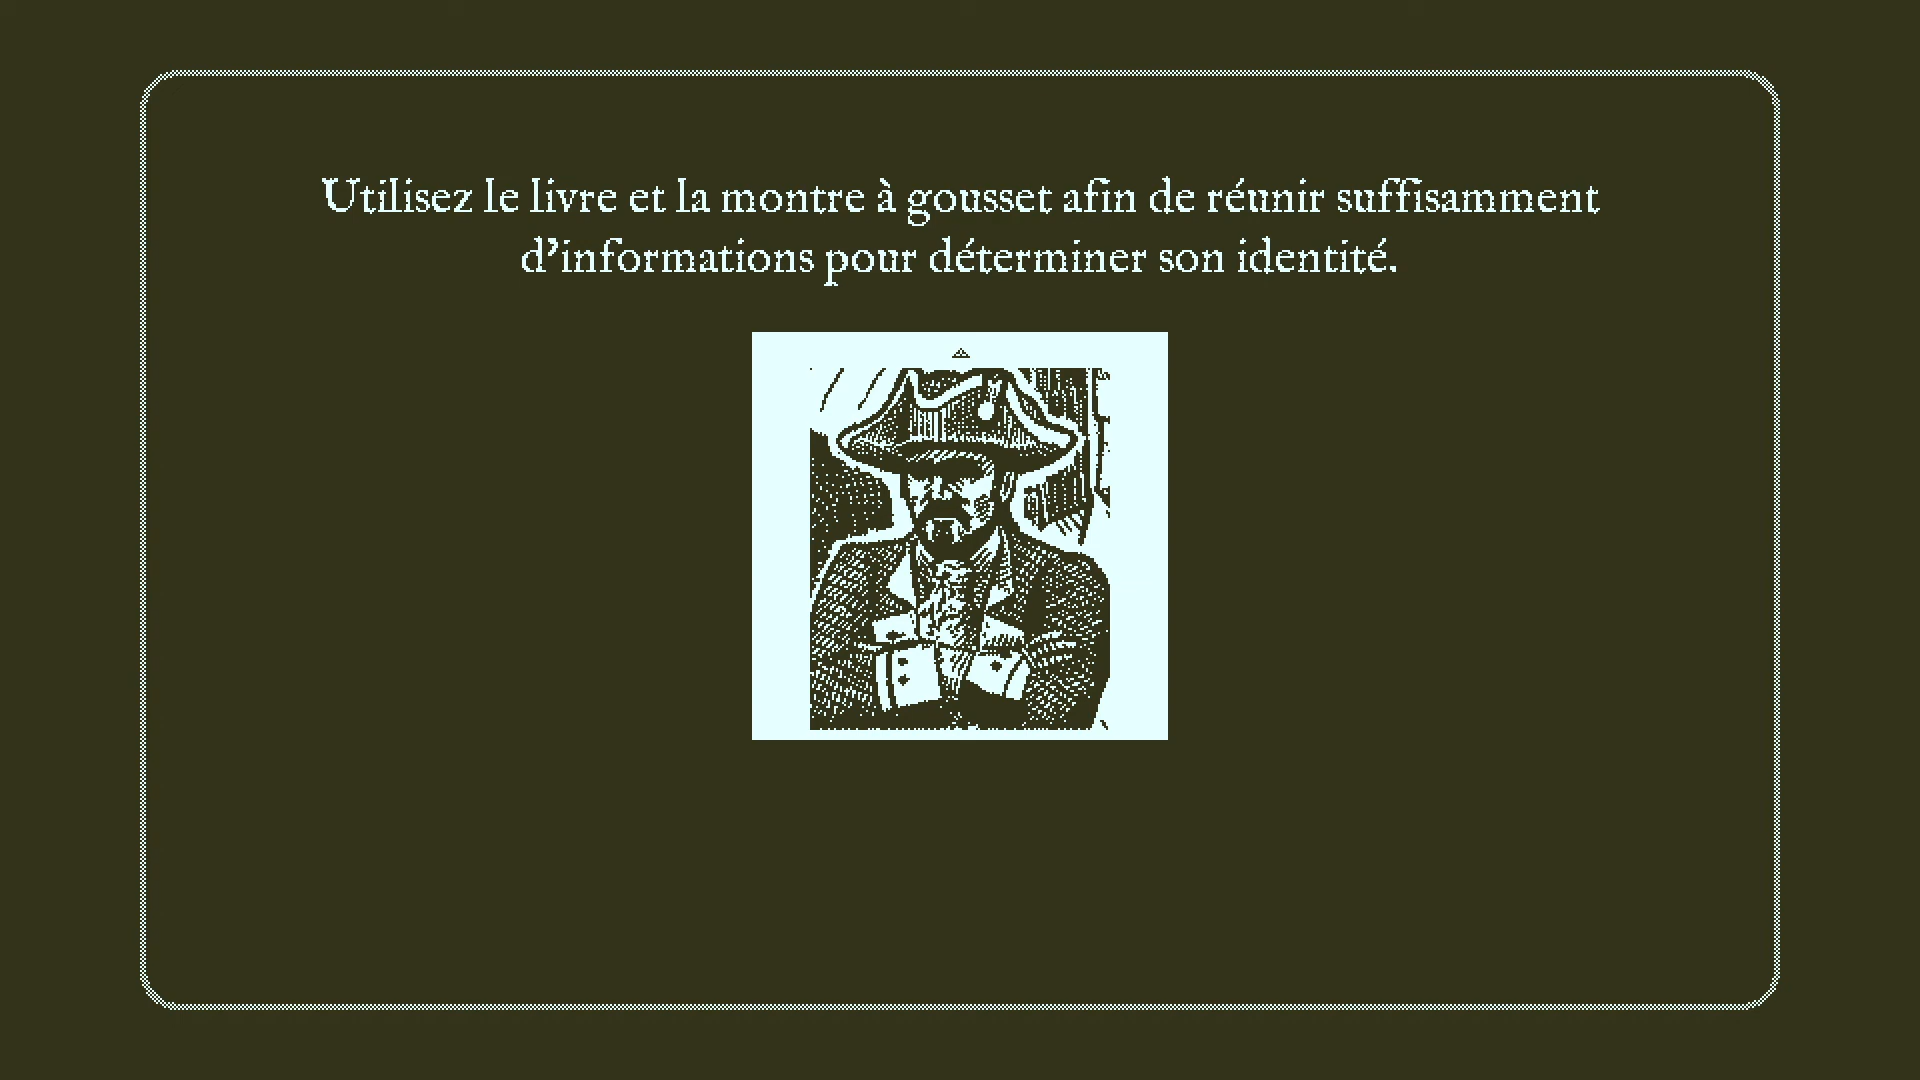 Utilisez le livre et la montre à gousset afin de réunir suffisamment
d’informations pour déterminer son identité.